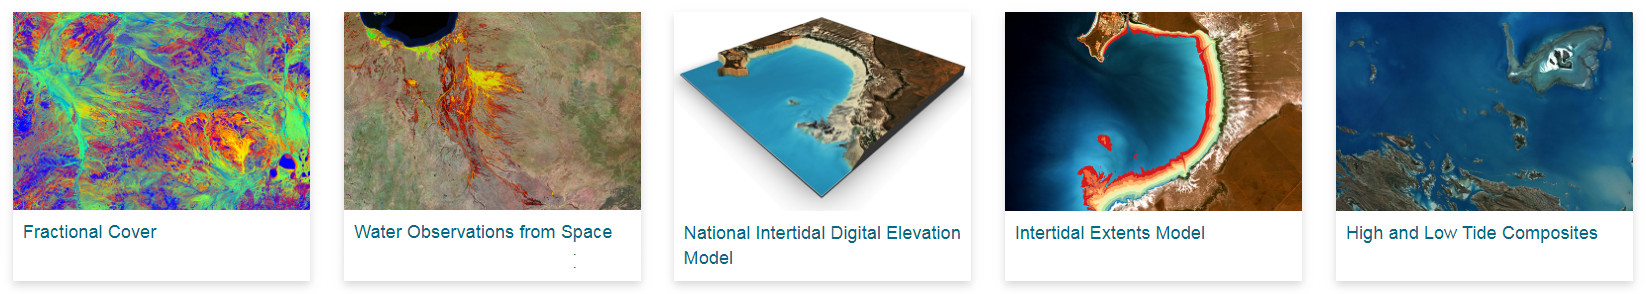 Fractional Cover
Water Observations from Space
National Intertidal Digital Elevation
Model
Intertidal Extents Model
High and Low Tide Composites